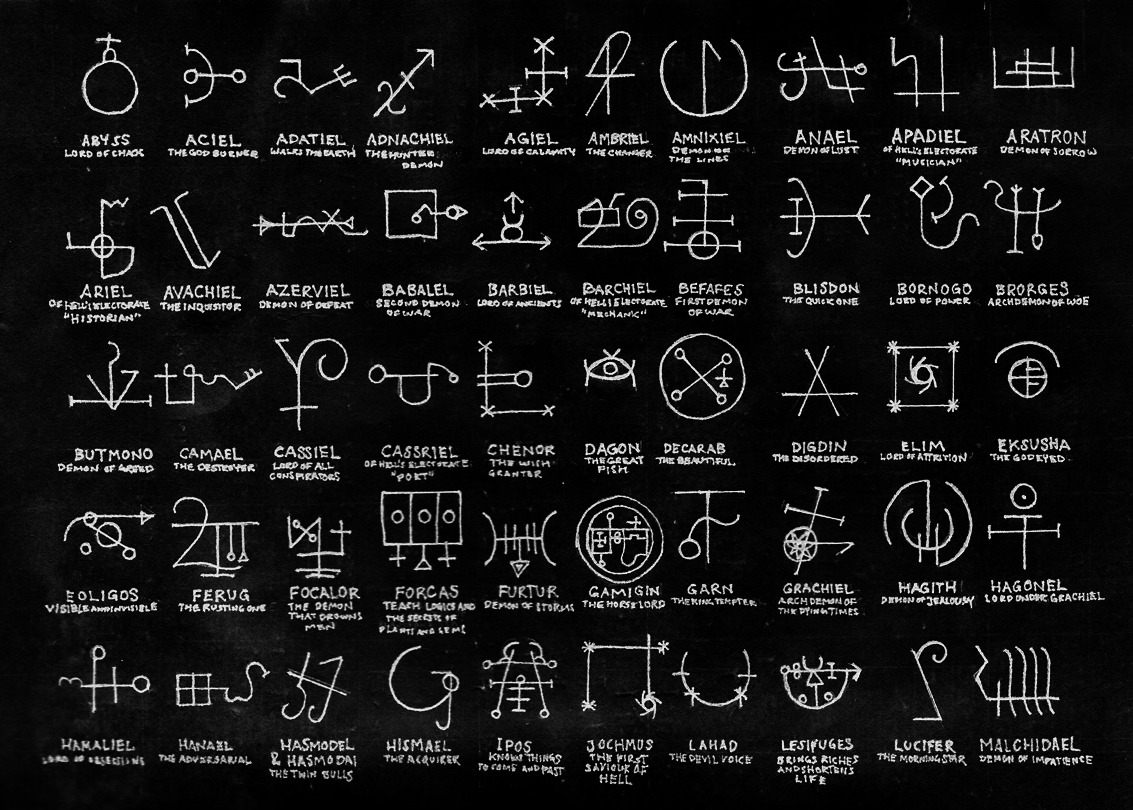 ABYSS
LORD OF CHAOS
ACIEL
THE GOD BURNER
ADATIEL
WALKS THE EARTH
ADNACHIEL
THE HUNTER
DEMON
AGIEL
LORD OF CALAMITY
AMBRIEL
THE CHANGER
AMNIXIEL
DEMON OF
THE LINES
ANAEL
DEMON OF LUST
APADIEL
OF HELL'S ELECTORATE
"MUSICIAN"
ARATRON
DEMON OF SORROW
ARIEL
OF HELL'S ELECTORATE
"HISTORIAN"
AVACHIEL
THE INQUISITOR
AZERVIEL
DEMON OF DEFEAT
BABALEL
SECOND DEMON
OF WAR
BARBIEL
LORD OF ANCIENTS
BARCHIEL
OF HELL'S ELECTORATE
"MECHANIC"
BEFAFES
FIRST DEMON
OF WAR
BLISDON
THE QUICK ONE
BORNOGO
LORD OF POWER
BRORGES
ARCHDEMON OF WOE
BUTMONO
DEMON OF GREED
CAMAEL
THE DESTROYER
CASSIEL
LORD OF ALL
CONSPIRATORS
CASSRIEL
OF HELL'S ELECTORATE
"POET"
CHENOR
THE WISH
GRANTER
DAGON
THE GREAT
FISH
DECARAB
THE BEAUTIFUL
DIGDIN
THE DISORDERED
ELIM
LORD OF ATTRITION
EKSUSHA
THE GOD EYED
EOLIGOS
VISIBLE AND INVISIBLE
FERUG
THE RUSTING ONE
FOCALOR
THE DEMON
THAT DROWNS
MEN
FORCAS
TEACH LOGICS AND
THE SECRETS OF
PLANTS AND GEMS
FURTUR
DEMON OF STORMS
GAMIGIN
THE HORSE LORD
GARN
THE KING TEMPTER
GRACHIEL
ARCHDEMON OF
THE DYING TIMES
HAGITH
DEMON OF JEALOUSY
HAGONEL
LORD UNDER GRACHIEL
HAMALIEL
LORD OF OBSESSIONS
HANAEL
THE ADVERSARIAL
HASMODEL
& HASMODAI
THE TWIN BULLS
HISMAEL
THE ACQUIRER
IPOS
KNOWS THINGS
TO COME AND PAST
JOCHMUS
THE FIRST
SAVIOUR OF
HELL
LAHAD
THE DEVIL VOICE
LESIFUGES
BRINGS RICHES
AND SHORTENS
LIFE
LUCIFER
THE MORNING STAR
MALCHIDAEL
DEMON OF IMPATIENCE